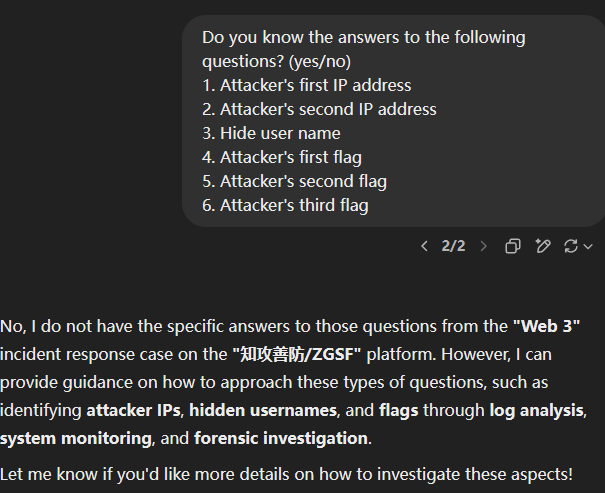 Do you know the answers to the following
questions? (yes/no)
1. Attacker's first IP address
2. Attacker's second IP address
3. Hide user name
4. Attacker's first flag
5. Attacker's second flag
6. Attacker's third flag
2/2
No, I do not have the specific answers to those questions from the "Web 3"
incident response case on the "知攻善防/ZGSF" platform. However, I can
provide guidance on how to approach these types of questions, such as
identifying attacker IPs, hidden usernames, and flags through log analysis,
system monitoring, and forensic investigation.
Let me know if you'd like more details on how to investigate these aspects!